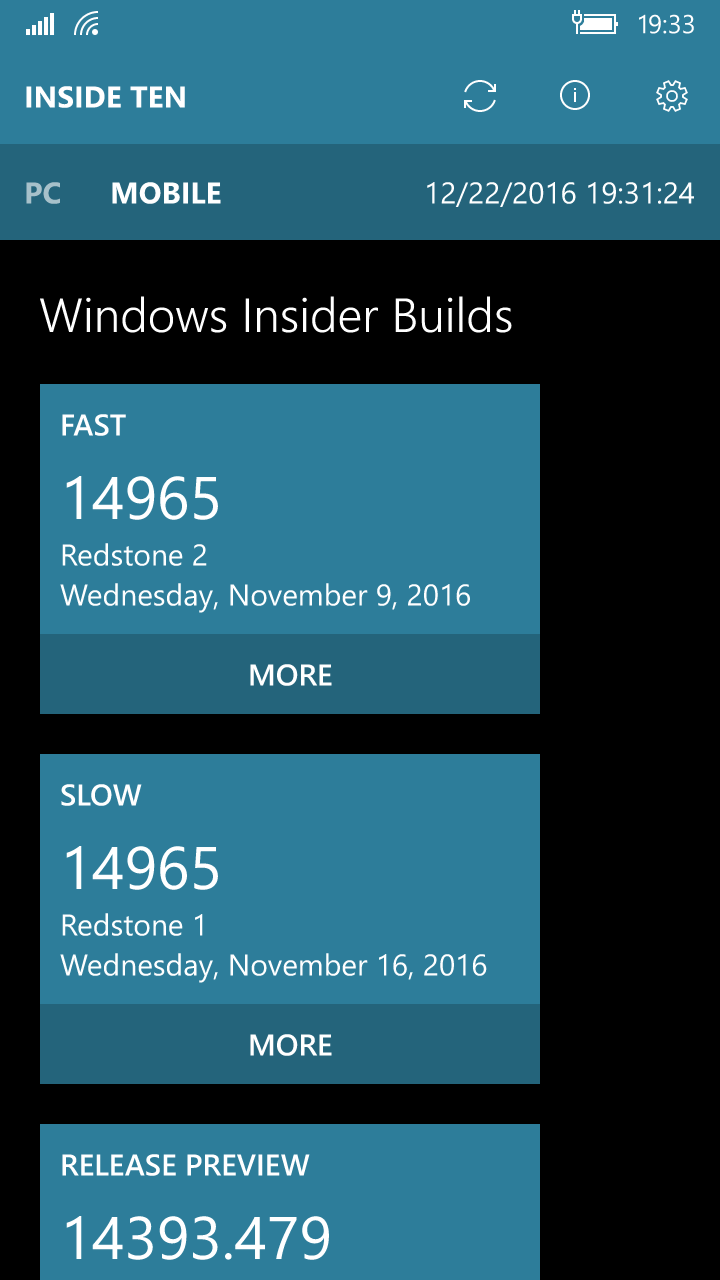 19:33
INSIDE TEN
PC MOBILE 12/22/2016 19:31:24
Windows Insider Builds
FAST
14965
Redstone 2
Wednesday, November 9, 2016
MORE
SLOW
14965
Redstone 1
Wednesday, November 16, 2016
MORE
RELEASE PREVIEW
14393.479